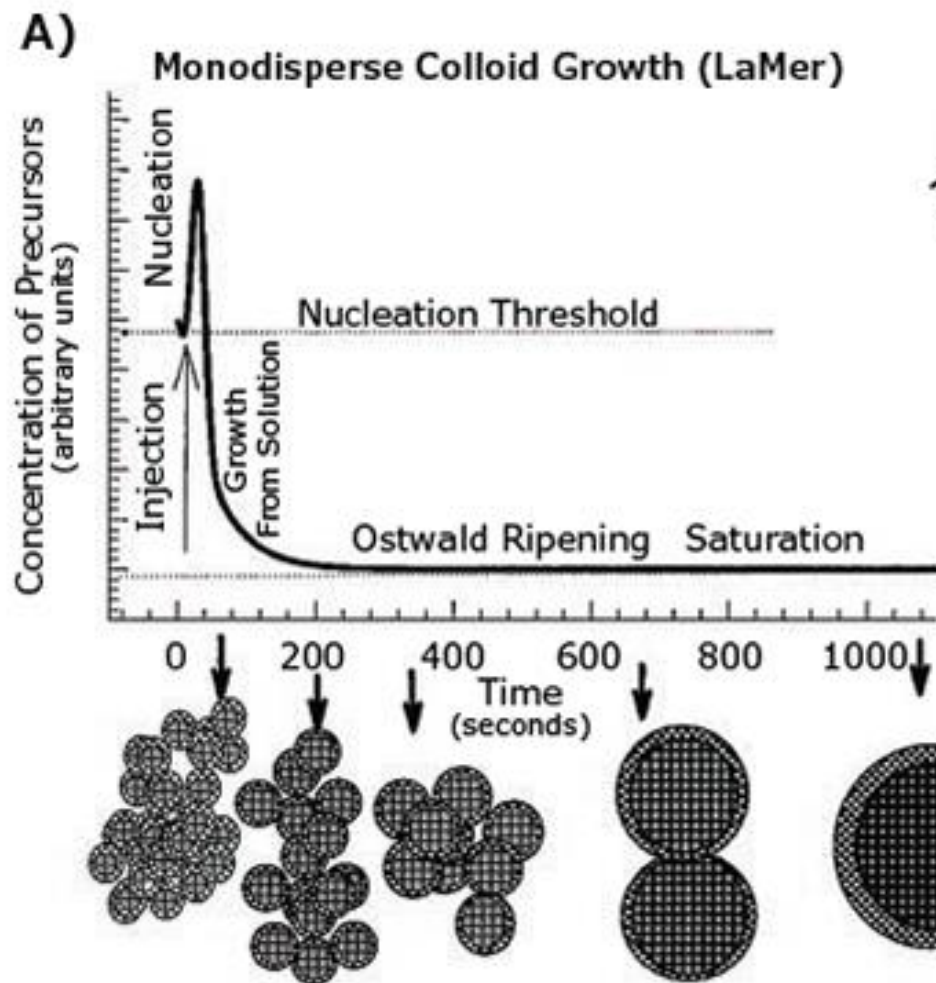 A)
Monodisperse Colloid Growth (LaMer)
Concentration of Precursors
(arbitrary units)
Nucleation
Injection
Nucleation Threshold
Growth
From Solution
Ostwald Ripening Saturation
0 200 400 600 800 1000
Time
(seconds)